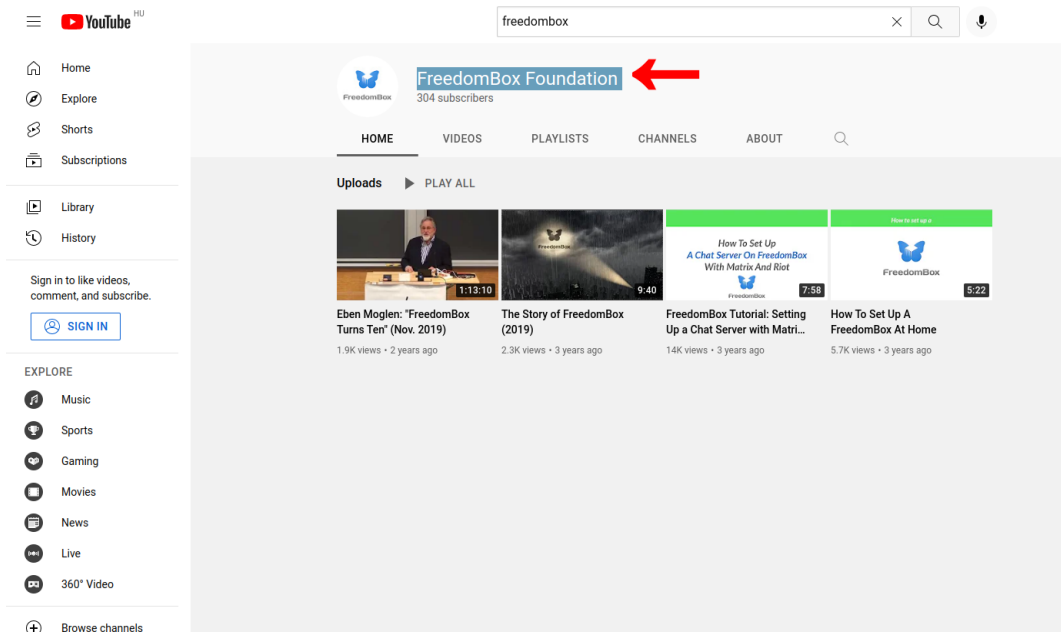 YouTube HU
freedombox
Home
Explore
Shorts
Subscriptions
Library
History
Sign in to like videos,
comment, and subscribe.
SIGN IN
EXPLORE
Music
Sports
Gaming
Movies
News
Live
360° Video
Browse channels
FreedomBox
FreedomBox Foundation
304 subscribers
HOME VIDEOS PLAYLISTS CHANNELS ABOUT
Uploads PLAY ALL
1:13:10
Eben Moglen: "FreedomBox
Turns Ten" (Nov. 2019)
1.9K views • 2 years ago
FreedomBox
9:40
The Story of FreedomBox
(2019)
2.3K views • 3 years ago
How To Set Up
A Chat Server On FreedomBox
With Matrix And Riot
FreedomBox
7:58
FreedomBox Tutorial: Setting
Up a Chat Server with Matri...
14K views • 3 years ago
How to set up a
FreedomBox
5:22
How To Set Up A
FreedomBox At Home
5.7K views • 3 years ago